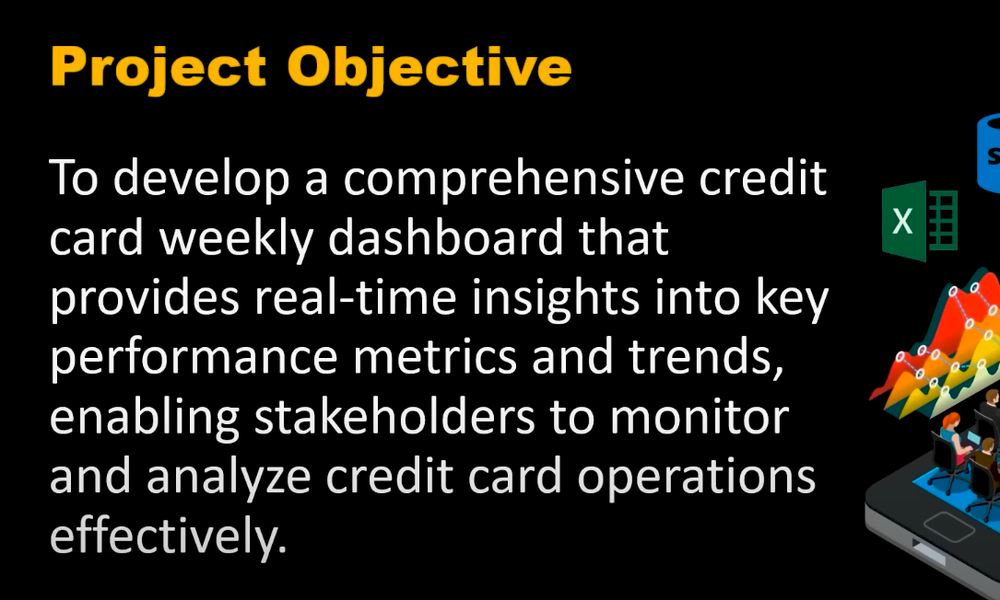 Project Objective
To develop a comprehensive credit
card weekly dashboard that
provides real-time insights into key
performance metrics and trends,
enabling stakeholders to monitor
and analyze credit card operations
effectively.
X
S